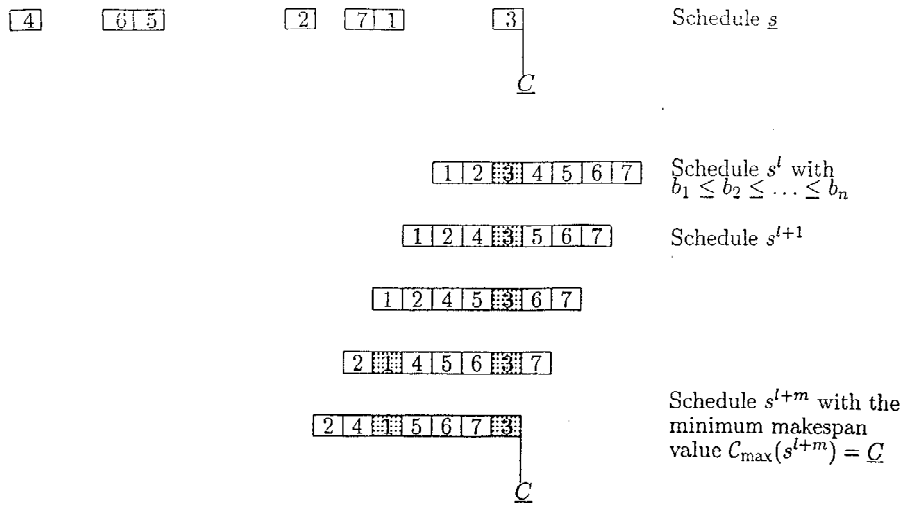 4 6 5 2 7 1 3 Schedule s
C
1 2 3 4 5 6 7 Schedule s^l with
b_1 ≤ b_2 ≤ … ≤ b_n
1 2 4 3 5 6 7 Schedule s^{l+1}
1 2 4 5 3 6 7
2 1 4 5 6 3 7
Schedule s^{l+m} with the
2 4 1 5 6 7 3 minimum makespan
value C_max(s^{l+m}) = C
C